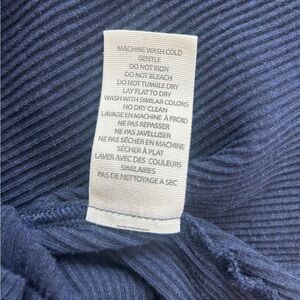 MACHINE WASH COLD
GENTLE
DO NOT IRON
DO NOT BLEACH
DO NOT TUMBLE DRY
LAY FLAT TO DRY
WASH WITH SIMILAR COLORS
NO DRY CLEAN
LAVAGE EN MACHINE À FROID
NE PAS REPASSER
NE PAS JAVELLISER
NE PAS SÉCHER EN MACHINE
SÉCHER À PLAT
LAVER AVEC DES COULEURS
SIMILAIRES
PAS DE NETTOYAGE A SEC